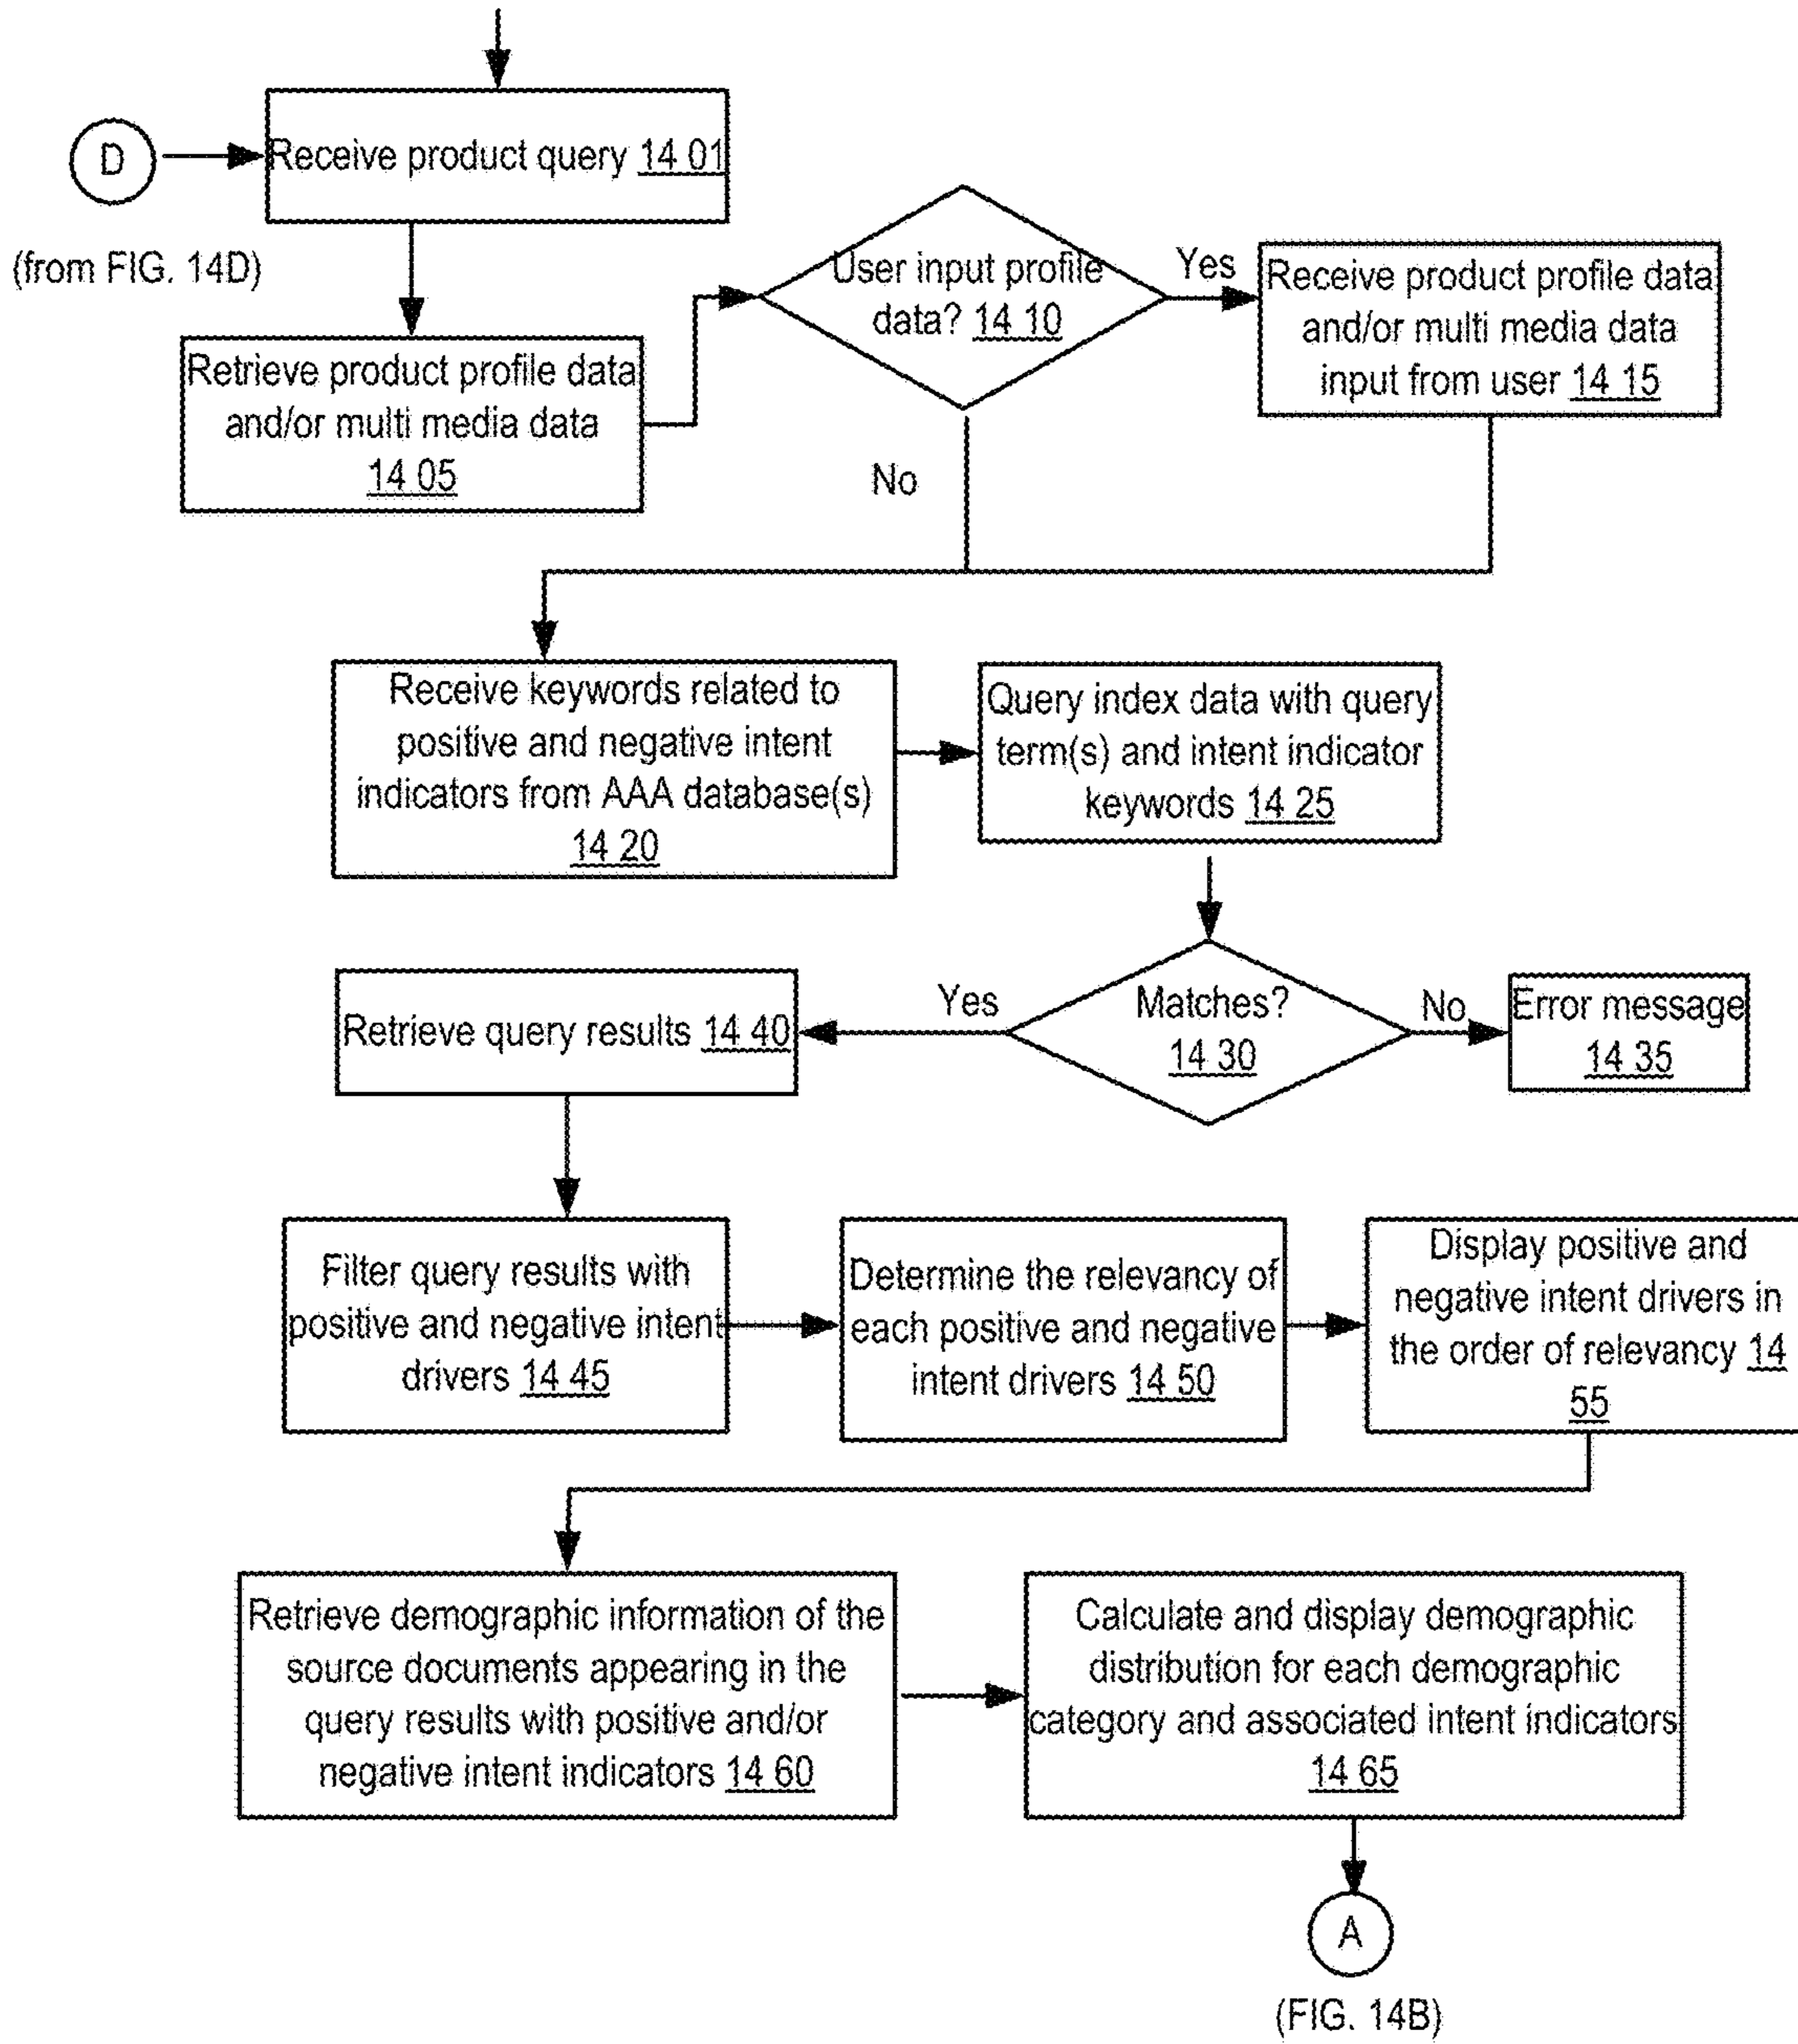 D
Receive product query 14 01
(from FIG. 14D)
Retrieve product profile data
and/or multi media data
14 05
User input profile
data? 14 10
Yes
Receive product profile data
and/or multi media data
input from user 14 15
No
Receive keywords related to
positive and negative intent
indicators from AAA database(s)
14 20
Query index data with query
term(s) and intent indicator
keywords 14 25
Matches?
14 30
Yes
No
Error message
14 35
Retrieve query results 14 40
Filter query results with
positive and negative intent
drivers 14 45
Determine the relevancy of
each positive and negative
intent drivers 14 50
Display positive and
negative intent drivers in
the order of relevancy 14
55
Retrieve demographic information of the
source documents appearing in the
query results with positive and/or
negative intent indicators 14 60
Calculate and display demographic
distribution for each demographic
category and associated intent indicators
14 65
A
(FIG. 14B)